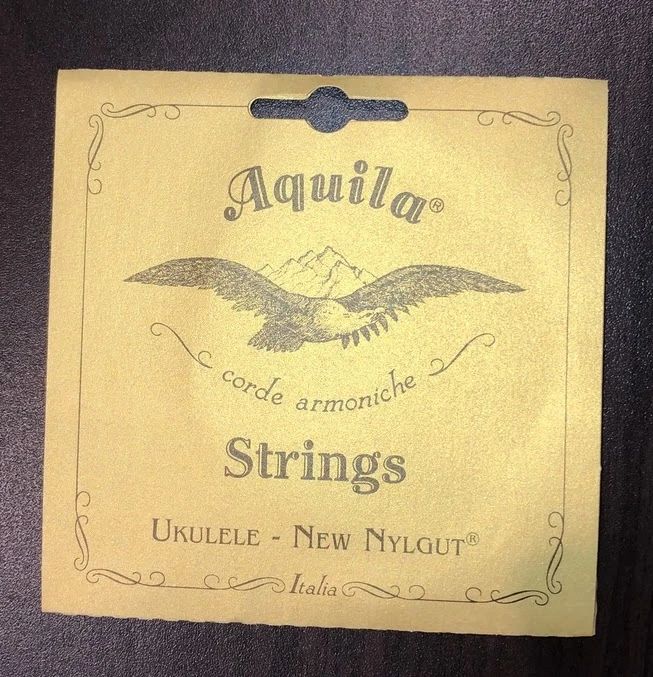 Aquila®
corde armoniche
Strings
UKULELE - NEW NYLGUT®
Italia